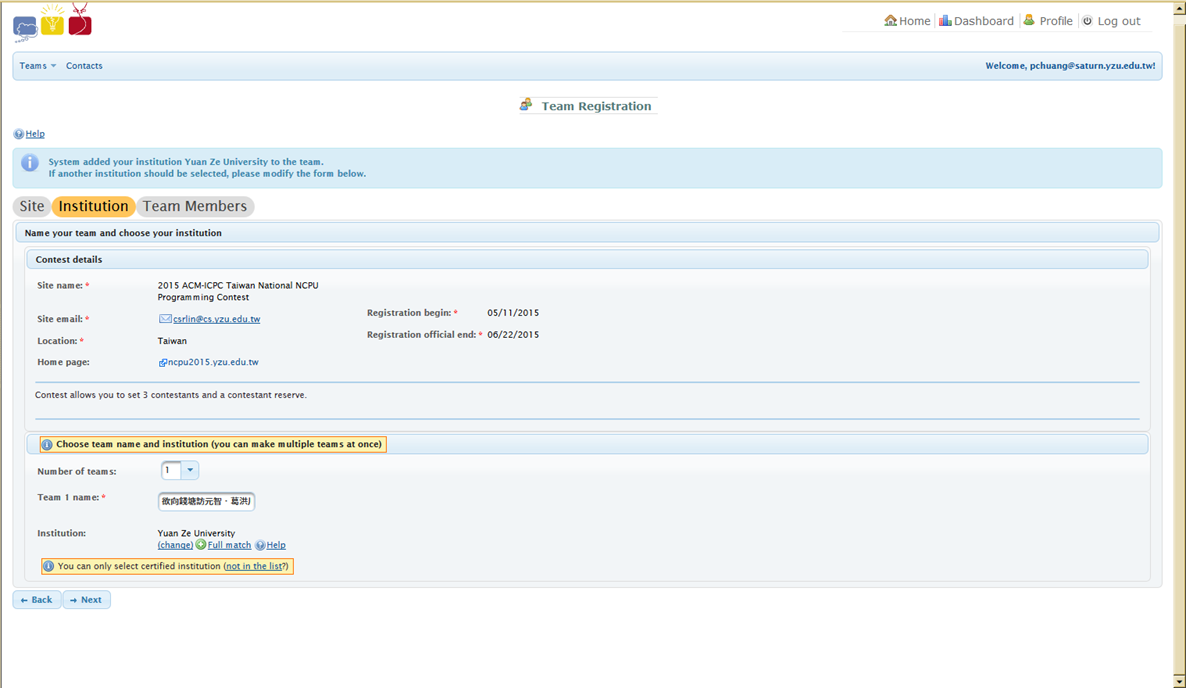 Home Dashboard Profile Log out
Teams Contacts Welcome, pchuang@saturn.yzu.edu.tw!
Team Registration
Help
System added your institution Yuan Ze University to the team.
If another institution should be selected, please modify the form below.
Site Institution Team Members
Name your team and choose your institution
Contest details
Site name: * 2015 ACM-ICPC Taiwan National NCPU
Programming Contest
Site email: * csrlin@cs.yzu.edu.tw
Registration begin: * 05/11/2015
Location: * Taiwan
Registration official end: * 06/22/2015
Home page: ncpu2015.yzu.edu.tw
Contest allows you to set 3 contestants and a contestant reserve.
Choose team name and institution (you can make multiple teams at once)
Number of teams: 1
Team 1 name: * 欲向錢塘訪元智，葛洪
Institution: Yuan Ze University
(change) Full match Help
You can only select certified institution (not in the list?)
← Back → Next